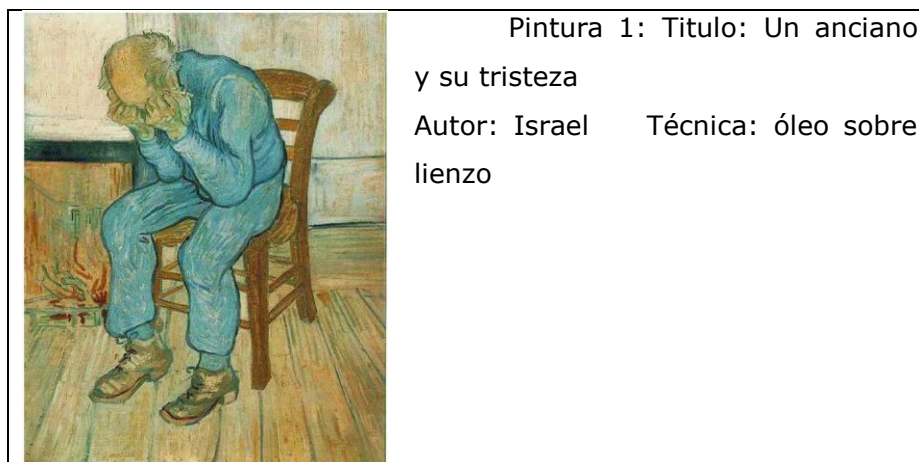 Pintura 1: Titulo: Un anciano
y su tristeza
Autor: Israel Técnica: óleo sobre
lienzo